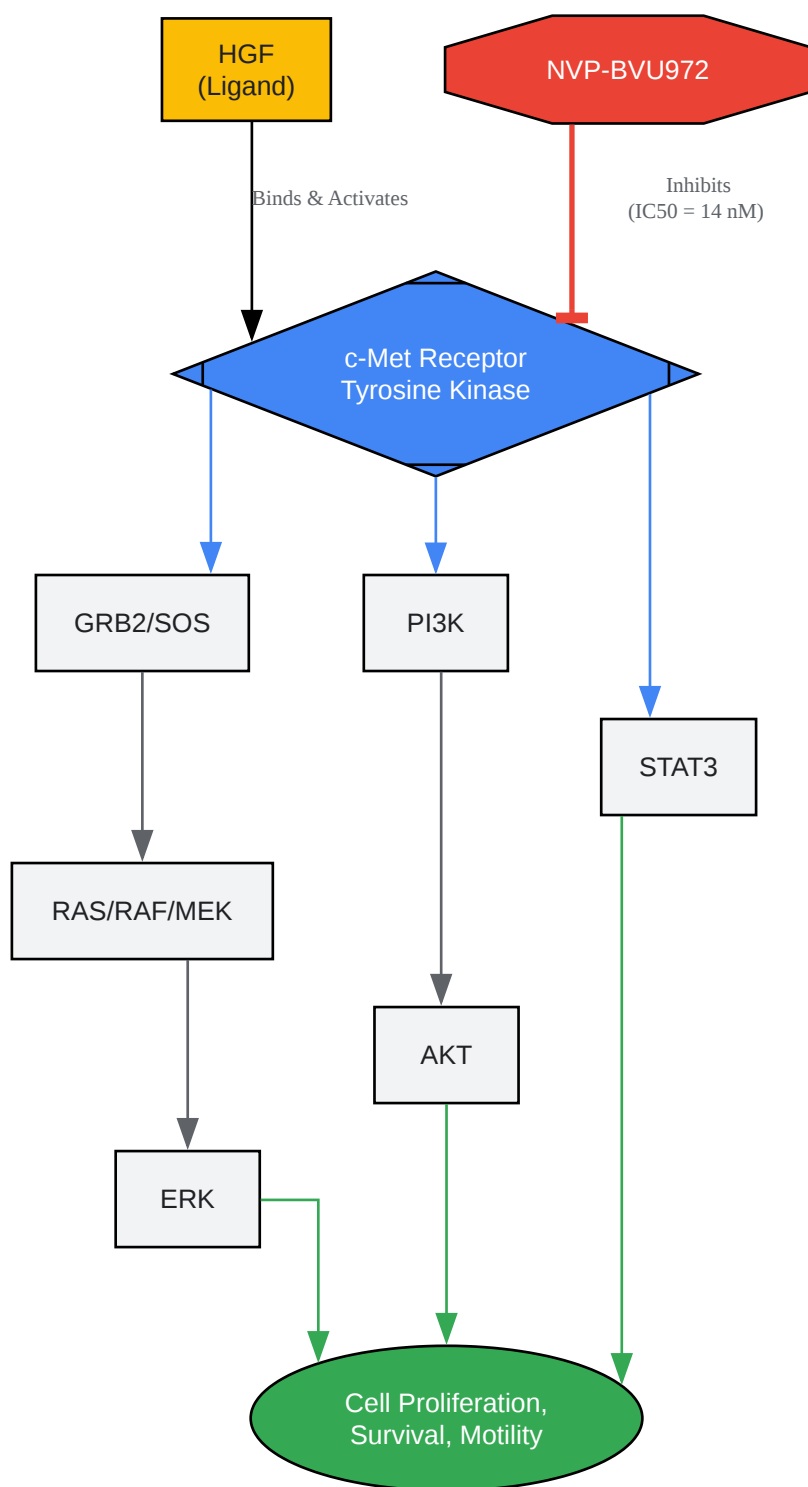 HGF
(Ligand)
NVP-BVU972
Binds & Activates
Inhibits
(IC50 = 14 nM)
c-Met Receptor
Tyrosine Kinase
GRB2/SOS
PI3K
STAT3
RAS/RAF/MEK
AKT
ERK
Cell Proliferation,
Survival, Motility